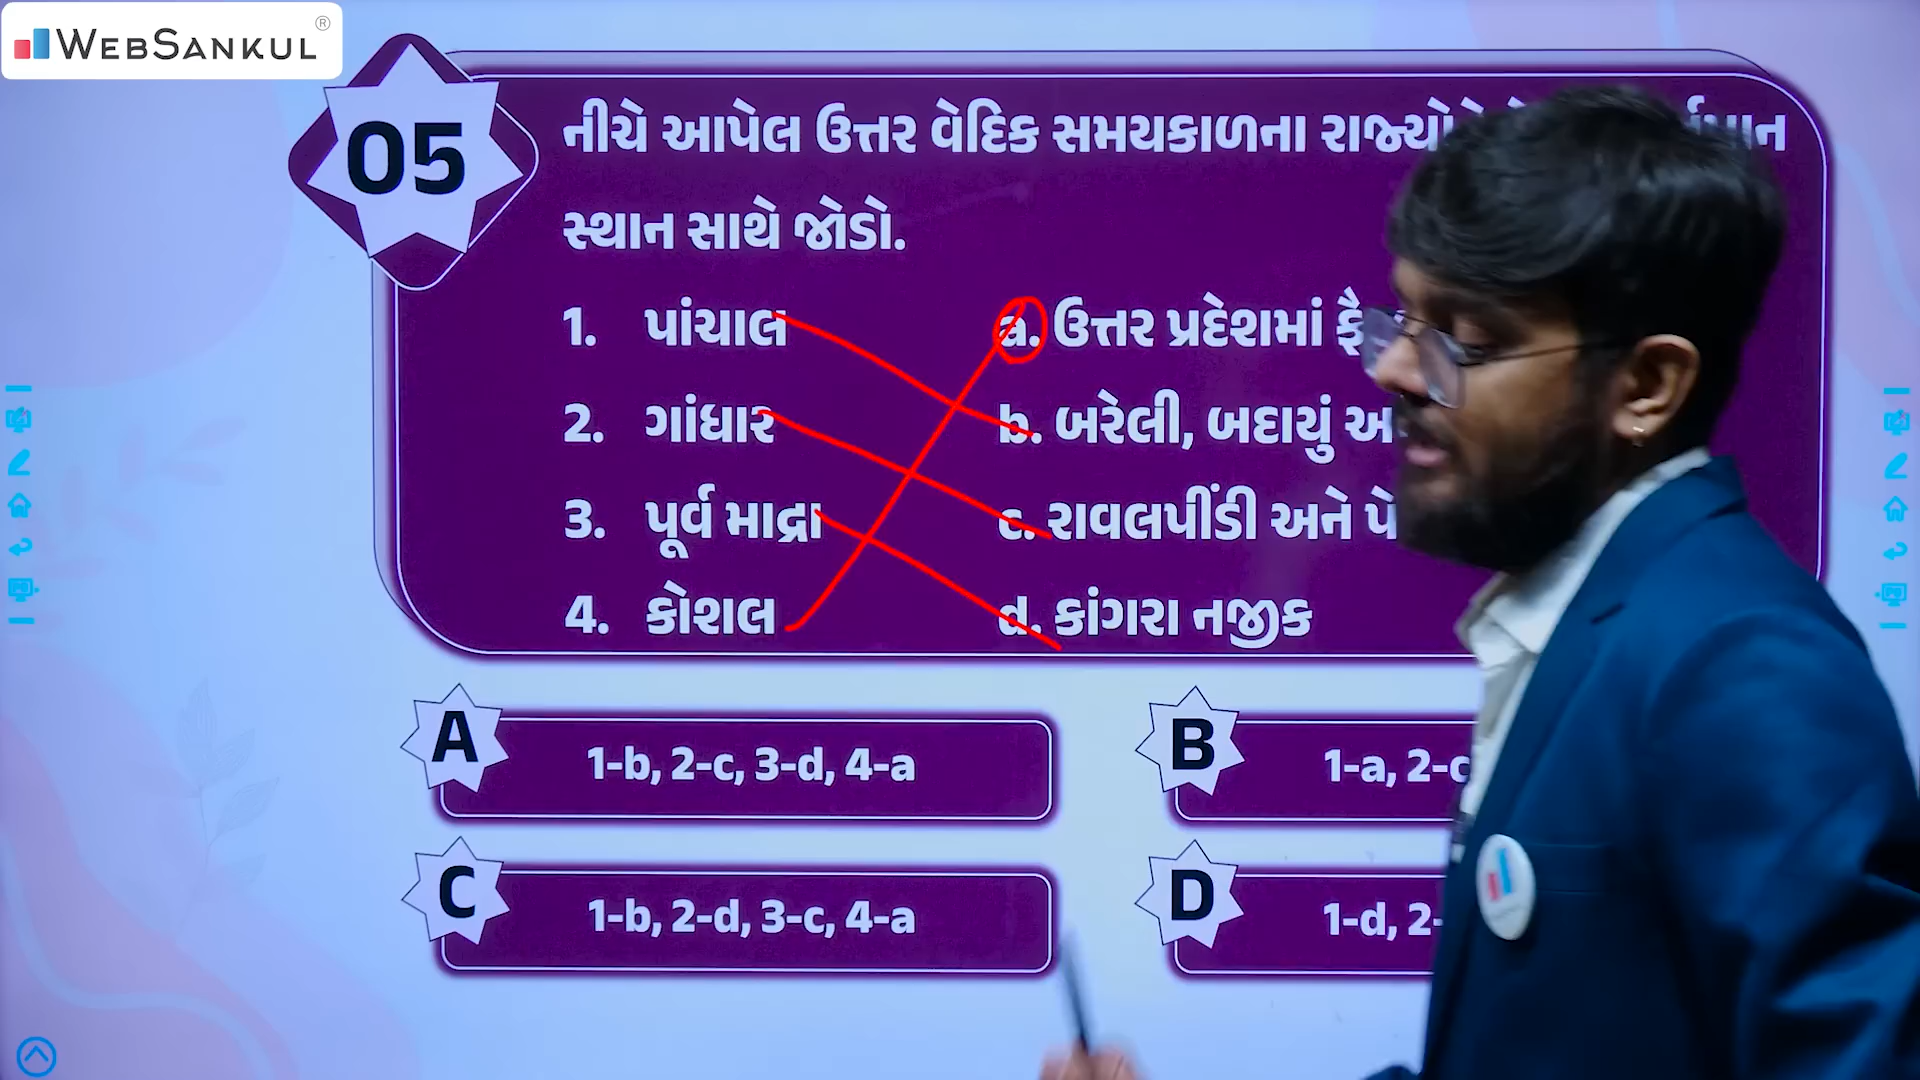 WEBSANKUL®
05
નીચે આપેલ ઉત્તર વેદિક સમયકાળના રાજ્યો
સ્થાન સાથે જોડો.
1. પાંચાલ a. ઉત્તર પ્રદેશમાં
2. ગાંધાર b. બરેલી, બદાયું
3. પૂર્વ માદ્રા c. રાવલપીંડી અને
4. કોશલ d. કાંગરા નજીક
A 1-b, 2-c, 3-d, 4-a
B 1-a,
C 1-b, 2-d, 3-c, 4-a
D 1-d,